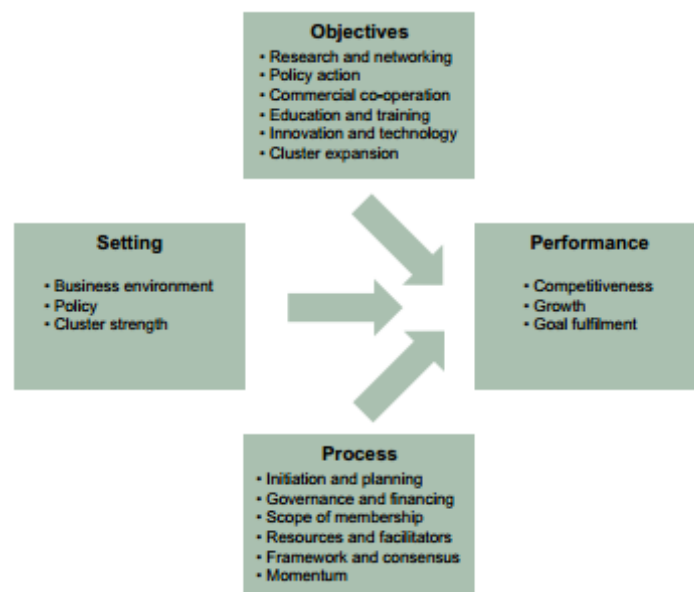 Objectives
• Research and networking
• Policy action
• Commercial co-operation
• Education and training
• Innovation and technology
• Cluster expansion
Setting
• Business environment
• Policy
• Cluster strength
Performance
• Competitiveness
• Growth
• Goal fulfilment
Process
• Initiation and planning
• Governance and financing
• Scope of membership
• Resources and facilitators
• Framework and consensus
• Momentum